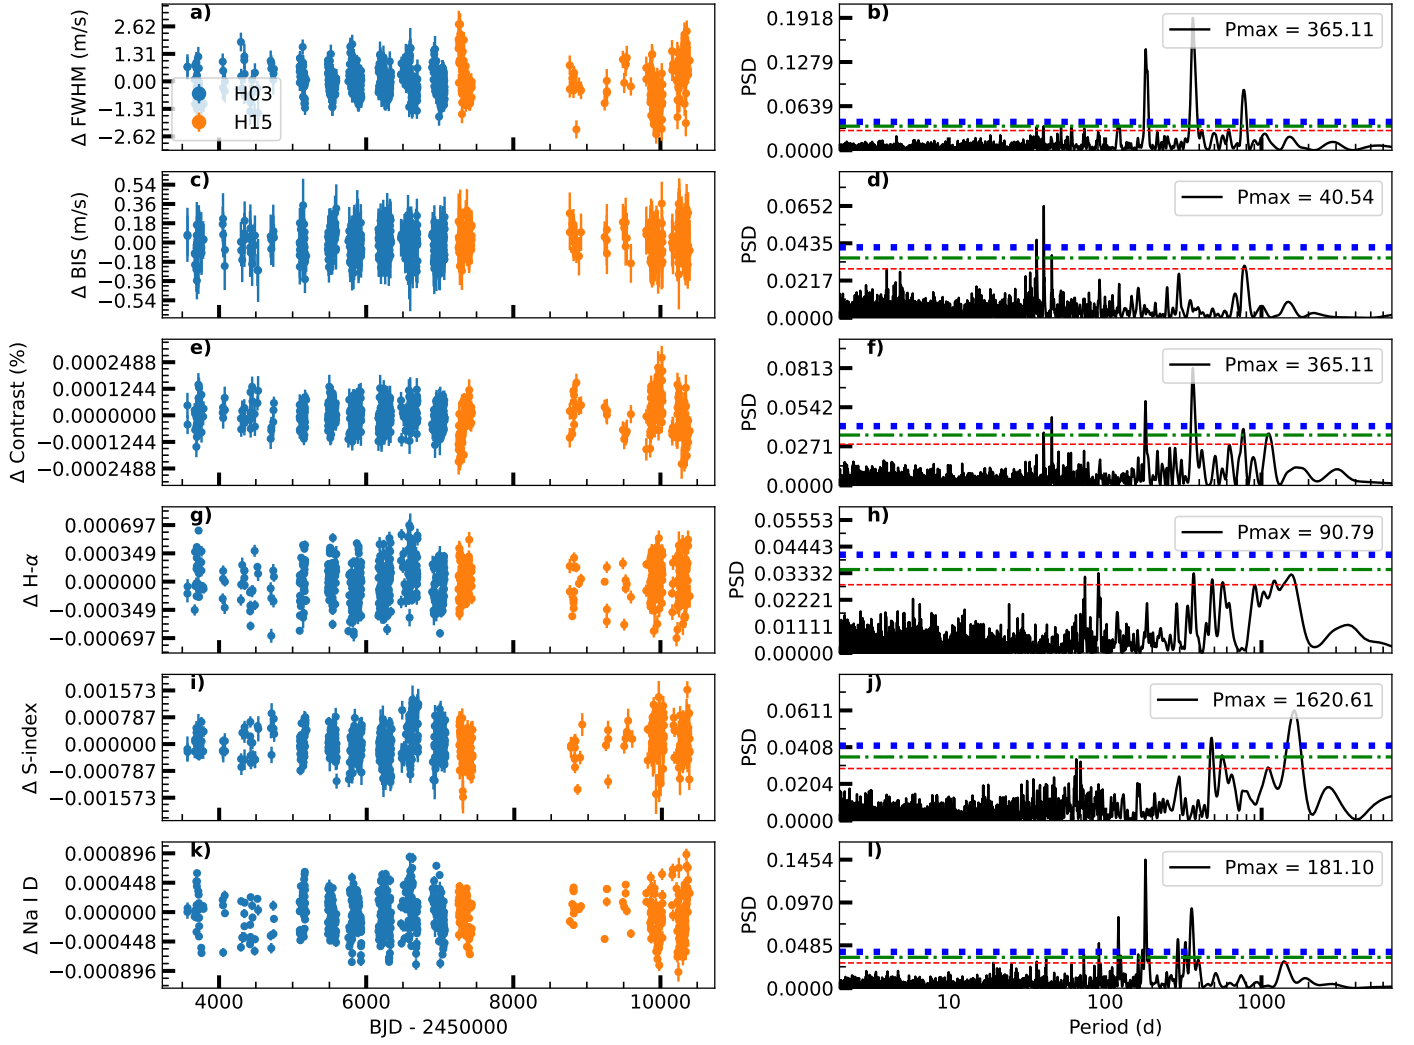 a)
Δ FWHM (m/s)
2.62
1.31
0.00
−1.31
−2.62
H03
H15
b)
PSD
0.1918
0.1279
0.0639
0.0000
Pmax = 365.11
c)
Δ BIS (m/s)
0.54
0.36
0.18
0.00
−0.18
−0.36
−0.54
d)
PSD
0.0652
0.0435
0.0217
0.0000
Pmax = 40.54
e)
Δ Contrast (%)
0.0002488
0.0001244
0.0000000
−0.0001244
−0.0002488
f)
PSD
0.0813
0.0542
0.0271
0.0000
Pmax = 365.11
g)
Δ H-α
0.000697
0.000349
0.000000
−0.000349
−0.000697
h)
PSD
0.05553
0.04443
0.03332
0.02221
0.01111
0.00000
Pmax = 90.79
i)
Δ S-index
0.001573
0.000787
0.000000
−0.000787
−0.001573
j)
PSD
0.0611
0.0408
0.0204
0.0000
Pmax = 1620.61
k)
Δ Na I D
0.000896
0.000448
0.000000
−0.000448
−0.000896
4000 6000 8000 10000
BJD - 2450000
l)
PSD
0.1454
0.0970
0.0485
0.0000
Pmax = 181.10
10 100 1000
Period (d)